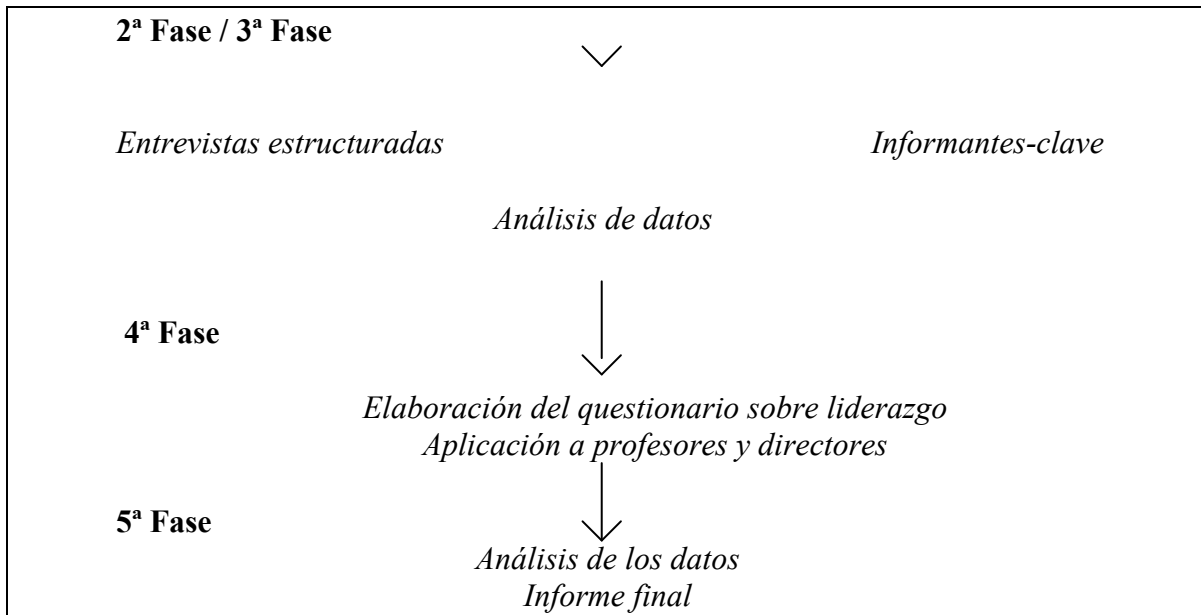 2ª Fase / 3ª Fase
Entrevistas estructuradas Informantes-clave
Análisis de datos
4ª Fase
Elaboración del questionario sobre liderazgo
Aplicación a profesores y directores
5ª Fase
Análisis de los datos
Informe final